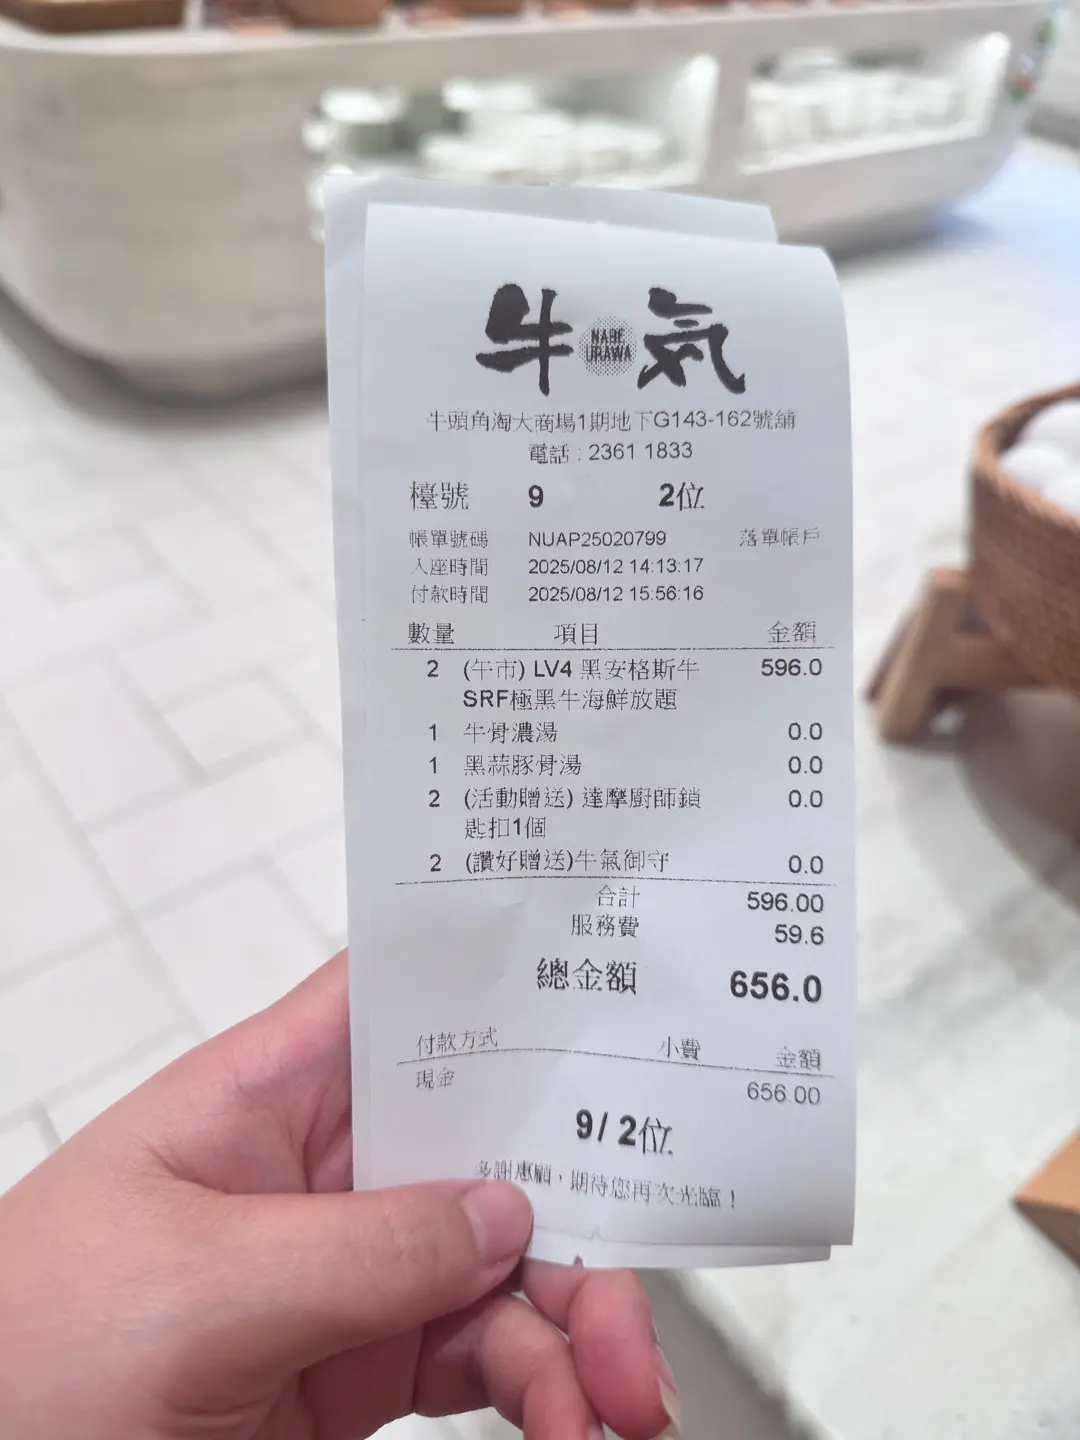 牛 NABE URAWA 氣
牛頭角淘大商場1期地下G143-162號舖
電話 : 2361 1833
檯號 9 2位
帳單號碼 NUAP25020799 落單帳戶
入座時間 2025/08/12 14:13:17
付款時間 2025/08/12 15:56:16
數量 項目 金額
2 (午市) LV4 黑安格斯牛 596.0
SRF極黑牛海鮮放題
1 牛骨濃湯 0.0
1 黑蒜豚骨湯 0.0
2 (活動贈送) 達摩廚師鎖 0.0
匙扣1個
2 (讚好贈送)牛氣御守 0.0
合計 596.00
服務費 59.6
總金額 656.0
付款方式 小費 金額
現金 656.00
9/ 2位
多謝惠顧，期待您再次光臨！